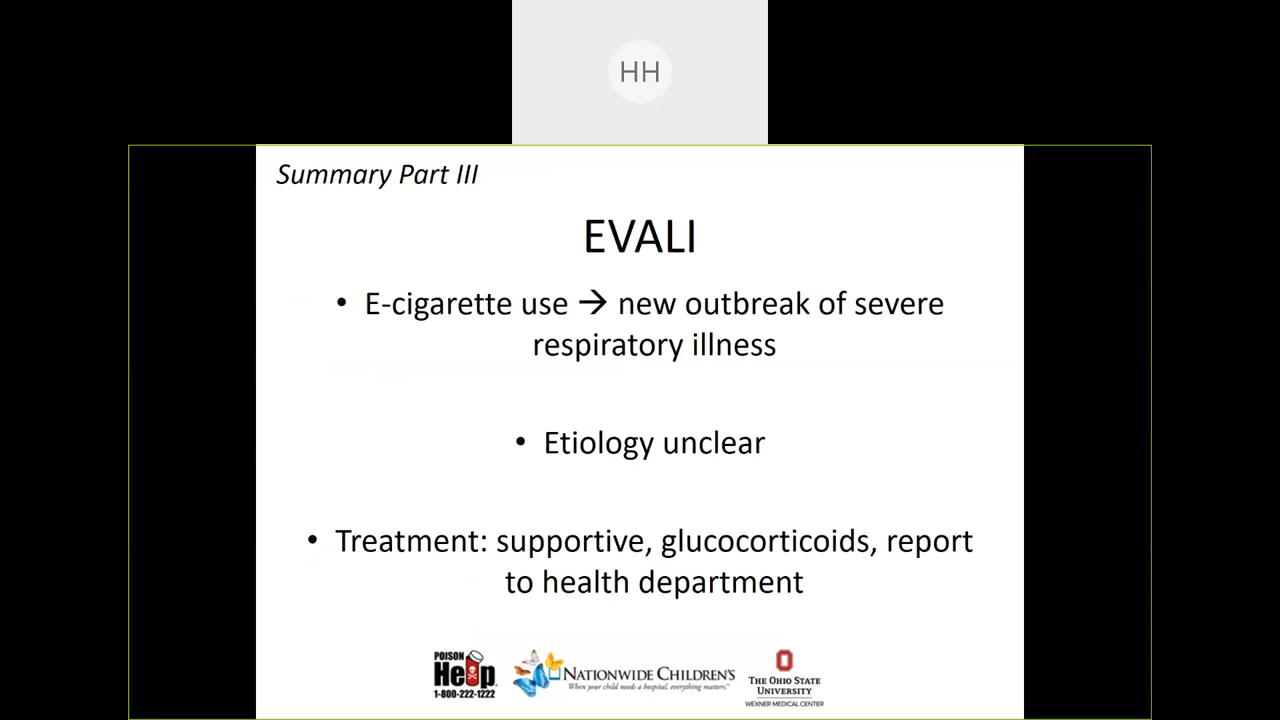 HH
Summary Part III
EVALI
• E-cigarette use → new outbreak of severe
respiratory illness
• Etiology unclear
• Treatment: supportive, glucocorticoids, report
to health department
POISON
Help
1-800-222-1222
NATIONWIDE CHILDREN'S
When your child needs a hospital, everything matters.™
THE OHIO STATE
UNIVERSITY
WEXNER MEDICAL CENTER